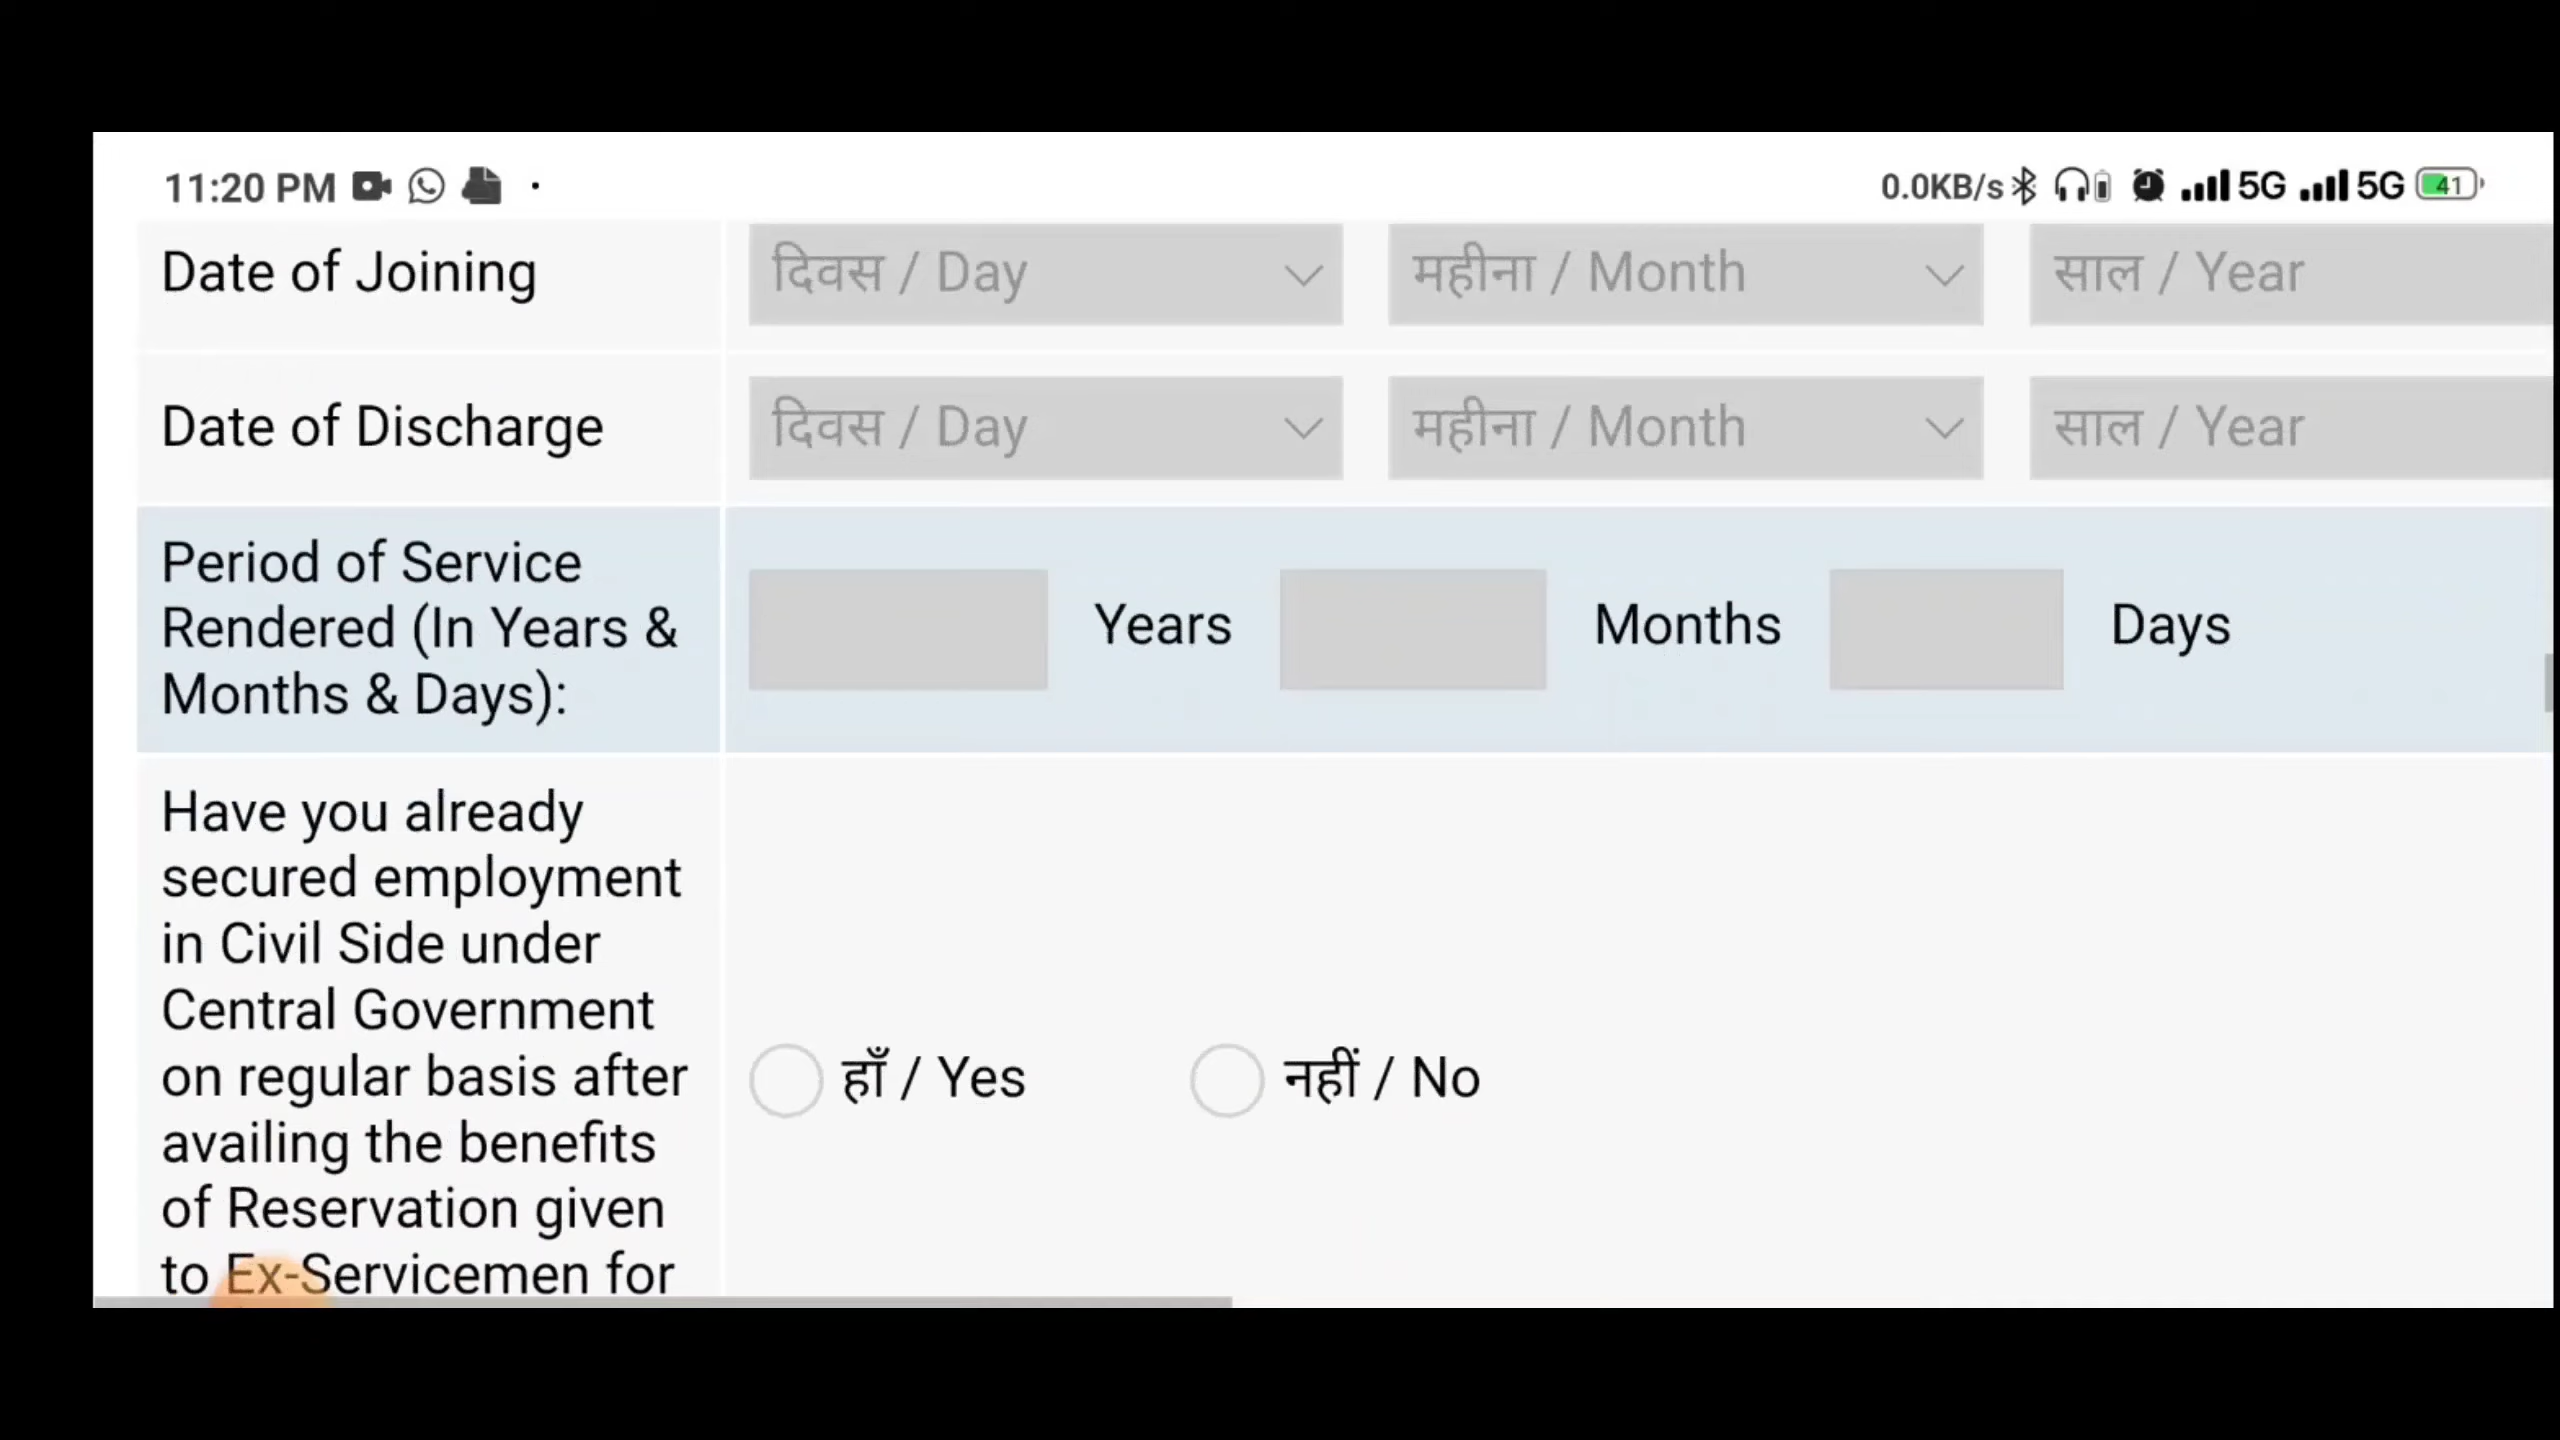 11:20 PM 0.0KB/s 5G 5G 41
Date of Joining दिवस / Day महीना / Month साल / Year
Date of Discharge दिवस / Day महीना / Month साल / Year
Period of Service
Rendered (In Years &
Months & Days):
Years Months Days
Have you already
secured employment
in Civil Side under
Central Government
on regular basis after
availing the benefits
of Reservation given
to Ex-Servicemen for
हाँ / Yes नहीं / No